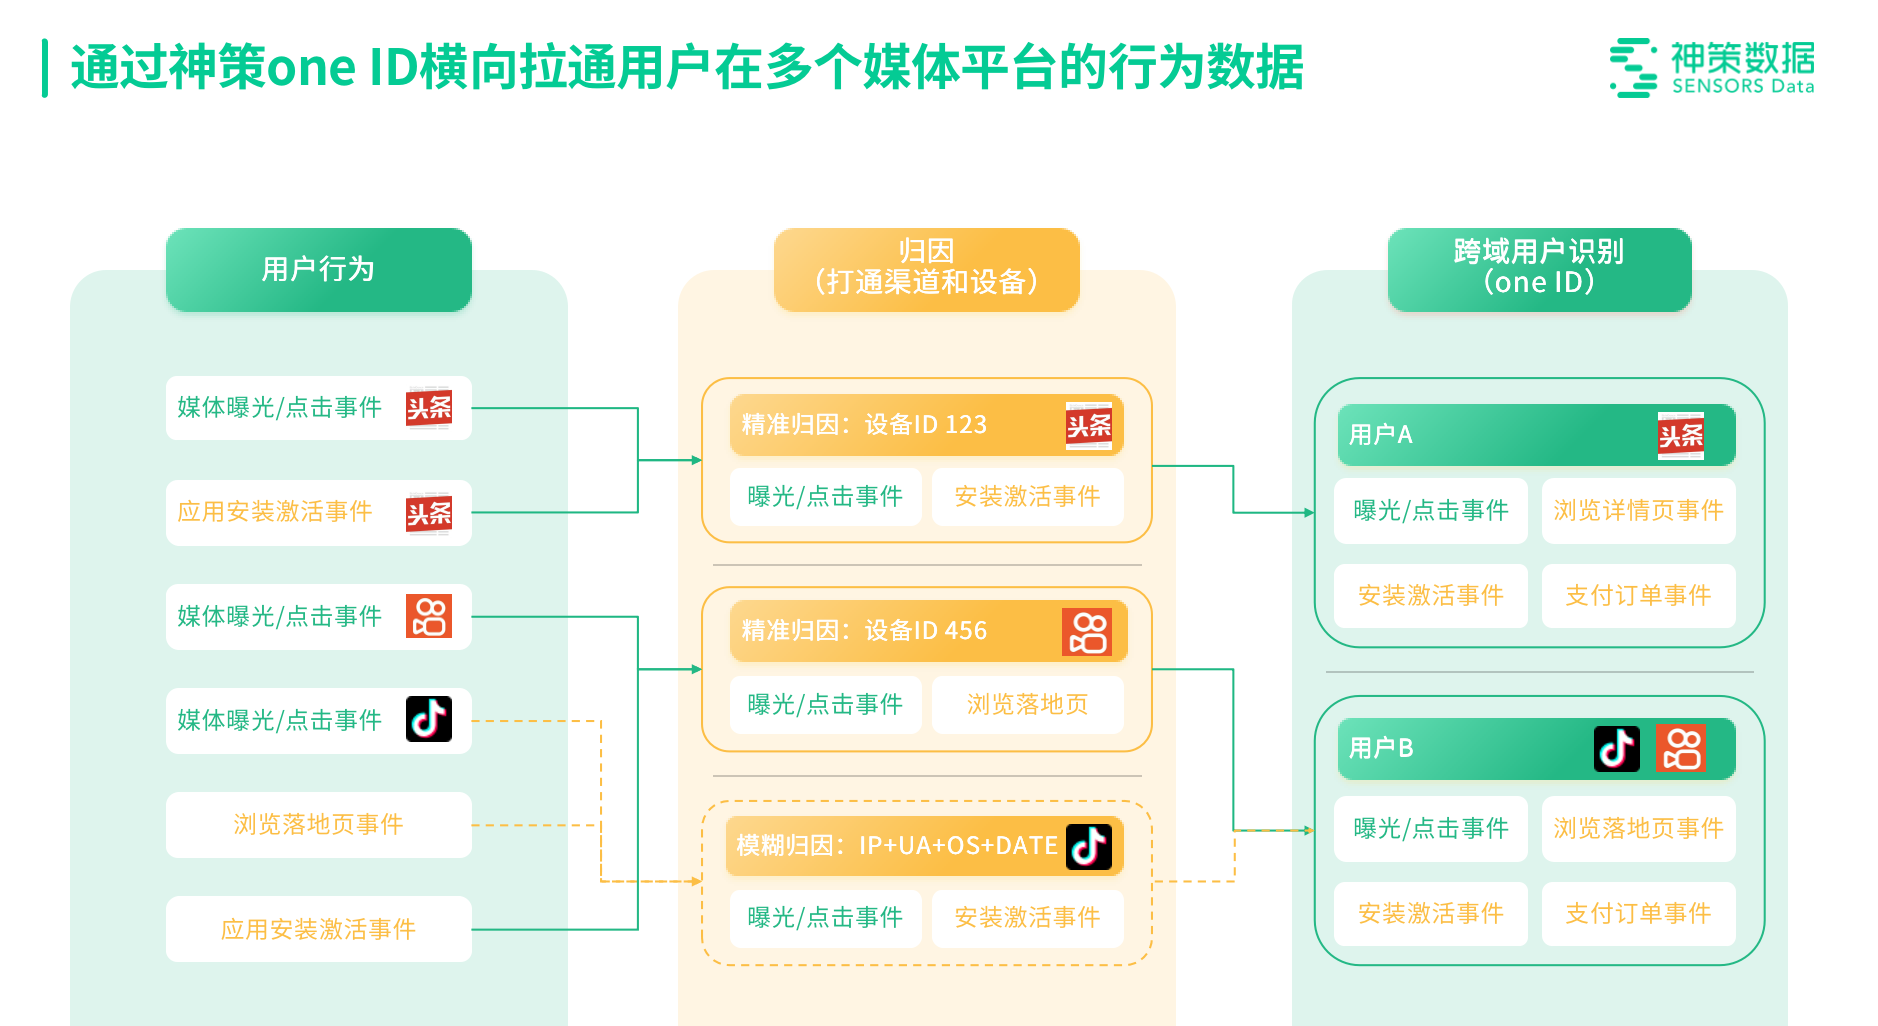 通过神策one ID横向拉通用户在多个媒体平台的行为数据
神策数据
SENSORS Data
用户行为
媒体曝光/点击事件
头条
应用安装激活事件
头条
媒体曝光/点击事件
媒体曝光/点击事件
浏览落地页事件
应用安装激活事件
归因
（打通渠道和设备）
精准归因：设备ID 123
头条
曝光/点击事件
安装激活事件
精准归因：设备ID 456
曝光/点击事件
浏览落地页
模糊归因：IP+UA+OS+DATE
曝光/点击事件
安装激活事件
跨域用户识别
（one ID）
用户A
头条
曝光/点击事件
浏览详情页事件
安装激活事件
支付订单事件
用户B
曝光/点击事件
浏览落地页事件
安装激活事件
支付订单事件